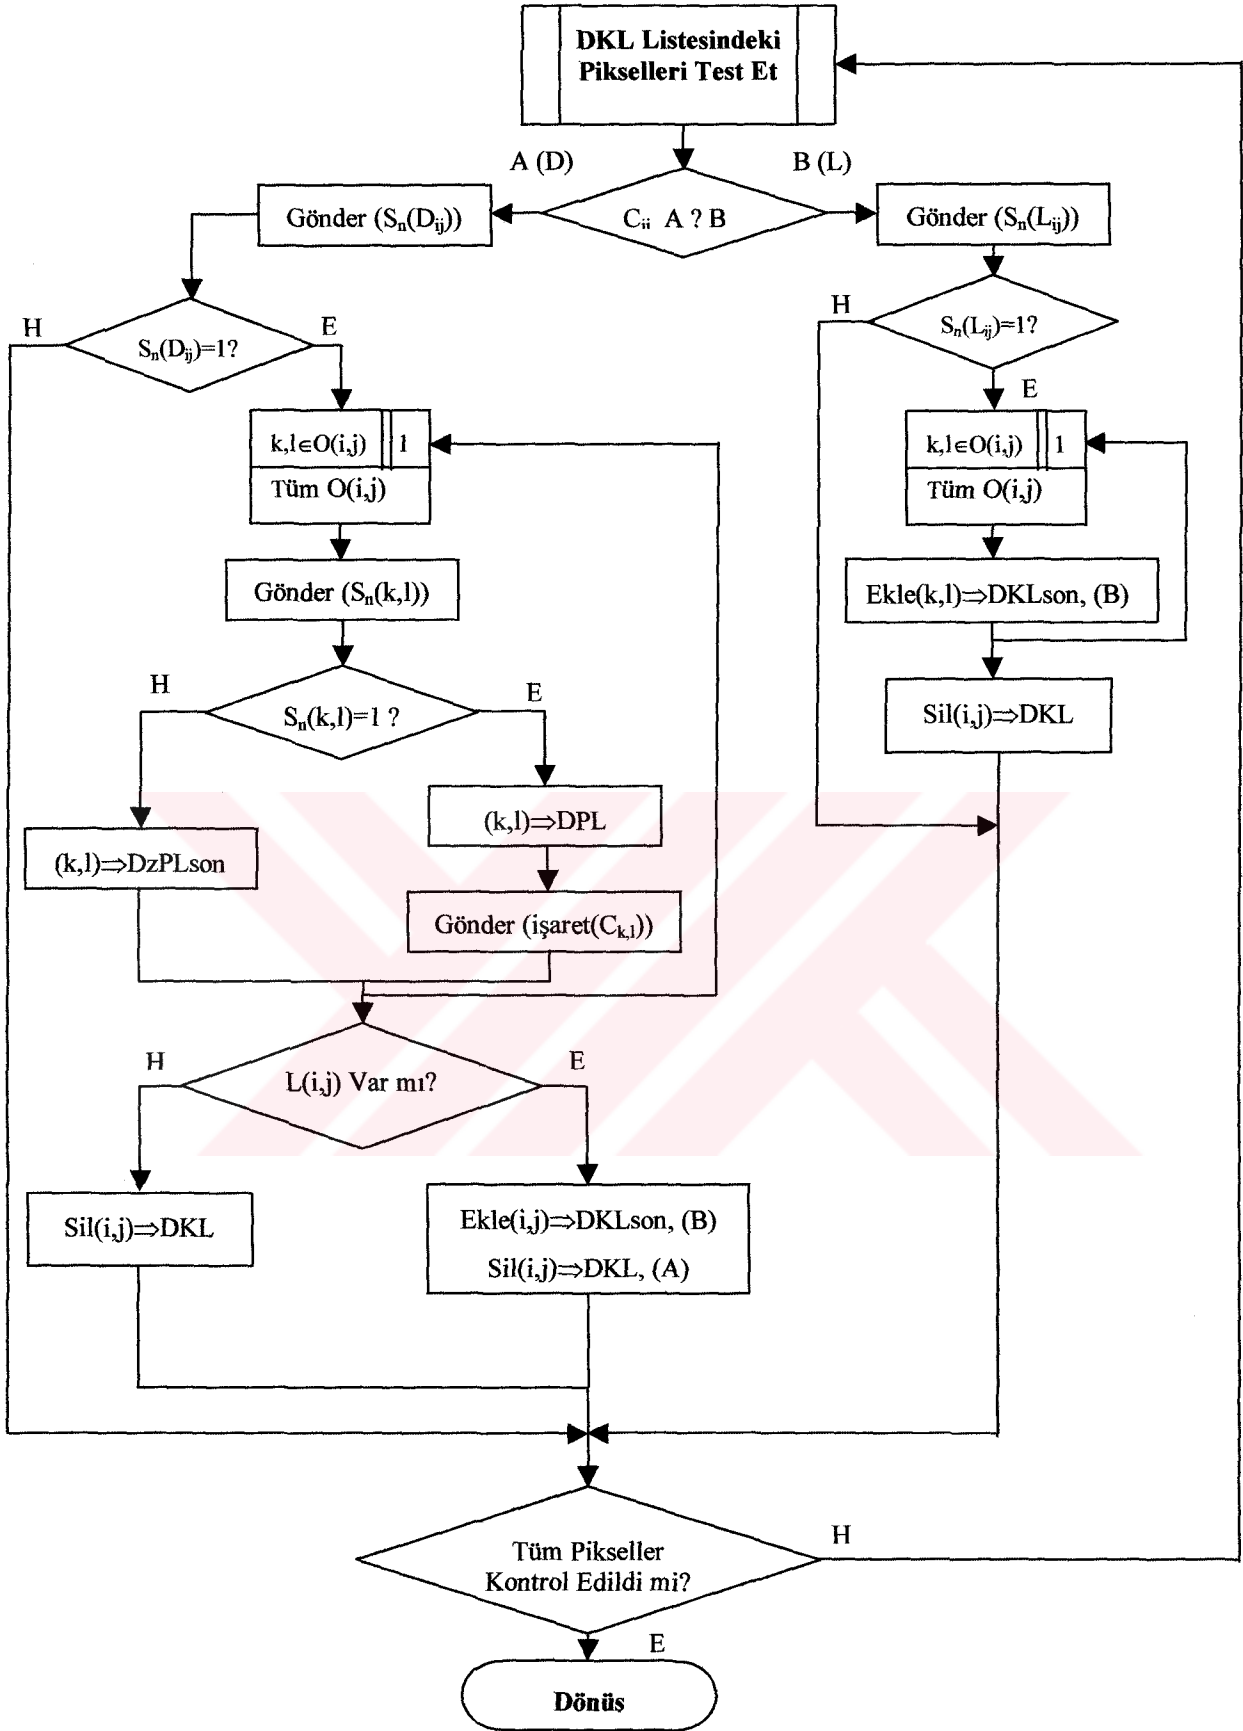 DKL Listesindeki
Pikselleri Test Et
A (D)
B (L)
Gönder (Sn(Dij))
Cij A ? B
Gönder (Sn(Lij))
H
Sn(Dij)=1?
E
H
Sn(Lij)=1?
E
k,l∈O(i,j) 1
Tüm O(i,j)
k,l∈O(i,j) 1
Tüm O(i,j)
Gönder (Sn(k,l))
Ekle(k,l)⇒DKLson, (B)
H
Sn(k,l)=1 ?
E
Sil(i,j)⇒DKL
(k,l)⇒DPL
(k,l)⇒DzPLson
Gönder (işaret(Ck,l))
H
L(i,j) Var mı?
E
Sil(i,j)⇒DKL
Ekle(i,j)⇒DKLson, (B)
Sil(i,j)⇒DKL, (A)
Tüm Pikseller
Kontrol Edildi mi?
H
E
Dönüş